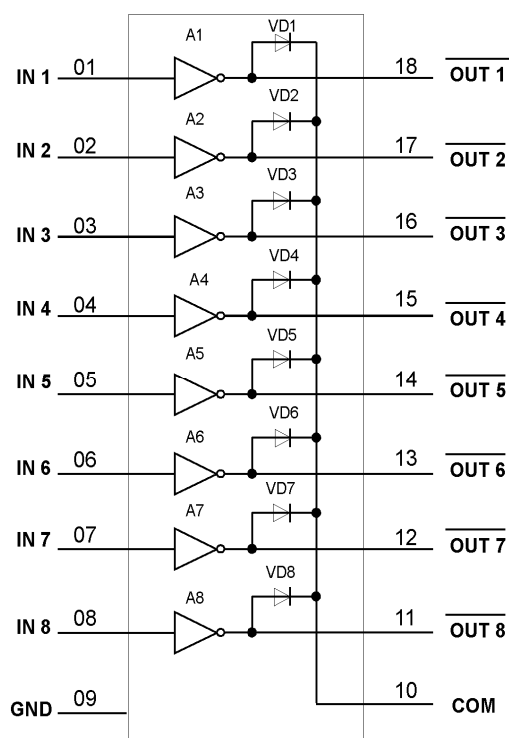 A1 VD1
IN 1 01 18 OUT 1
A2 VD2
IN 2 02 17 OUT 2
A3 VD3
IN 3 03 16 OUT 3
A4 VD4
IN 4 04 15 OUT 4
A5 VD5
IN 5 05 14 OUT 5
A6 VD6
IN 6 06 13 OUT 6
A7 VD7
IN 7 07 12 OUT 7
A8 VD8
IN 8 08 11 OUT 8
GND 09 10 COM